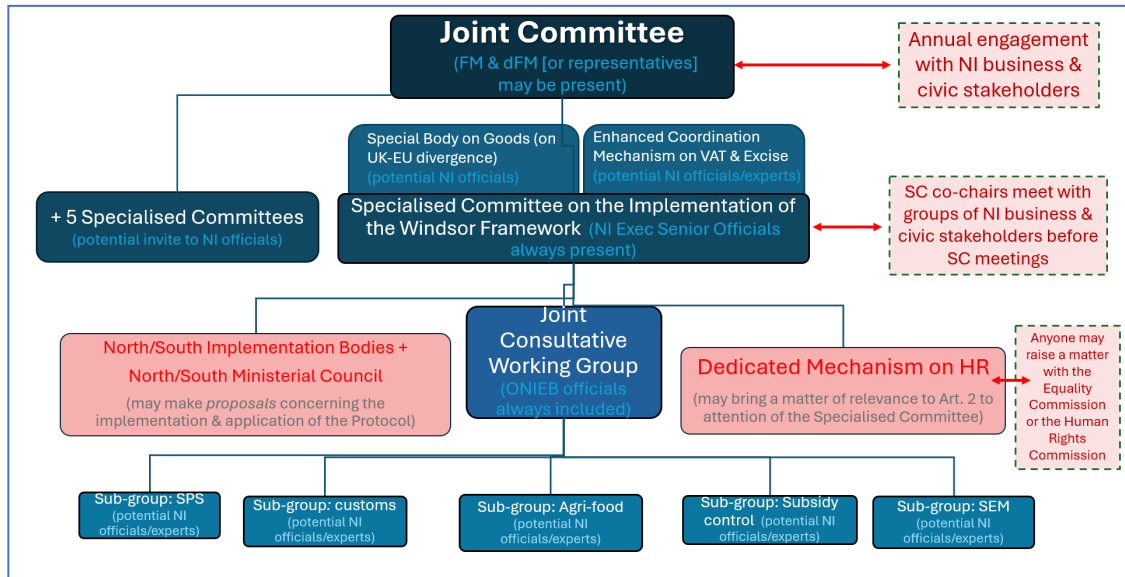 Joint Committee
(FM & dFM [or representatives]
may be present)
Annual engagement
with NI business &
civic stakeholders
Special Body on Goods (on
UK-EU divergence)
(potential NI officials)
Enhanced Coordination
Mechanism on VAT & Excise
(potential NI officials/experts)
+ 5 Specialised Committees
(potential invite to NI officials)
Specialised Committee on the Implementation of
the Windsor Framework (NI Exec Senior Officials
always present)
SC co-chairs meet with
groups of NI business &
civic stakeholders before
SC meetings
North/South Implementation Bodies +
North/South Ministerial Council
(may make proposals concerning the
implementation & application of the Protocol)
Joint
Consultative
Working Group
(ONIEB officials
always included)
Dedicated Mechanism on HR
(may bring a matter of relevance to Art. 2 to
attention of the Specialised Committee)
Anyone may
raise a matter
with the
Equality
Commission
or the Human
Rights
Commission
Sub-group: SPS
(potential NI
officials/experts)
Sub-group: customs
(potential NI
officials/experts)
Sub-group: Agri-food
(potential NI
officials/experts)
Sub-group: Subsidy
control (potential NI
officials/experts)
Sub-group: SEM
(potential NI
officials/experts)